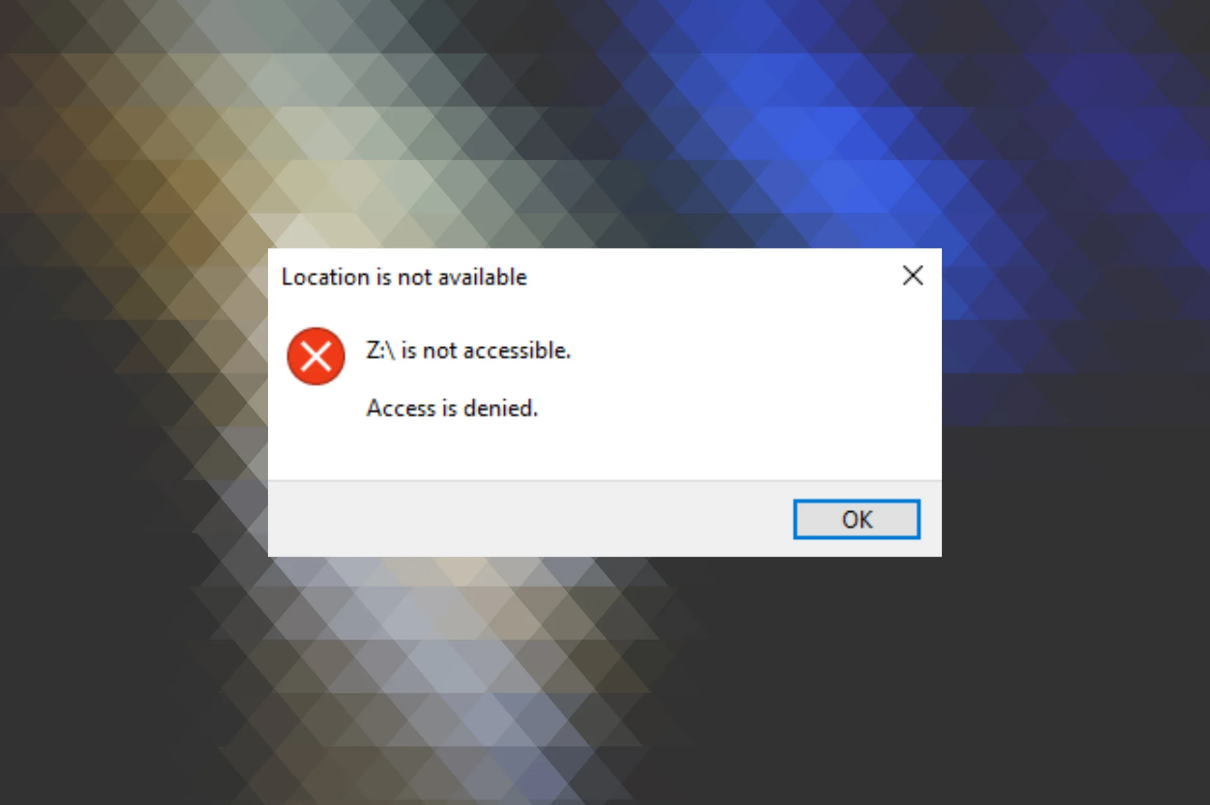 Location is not available
Z:\ is not accessible.
Access is denied.
OK